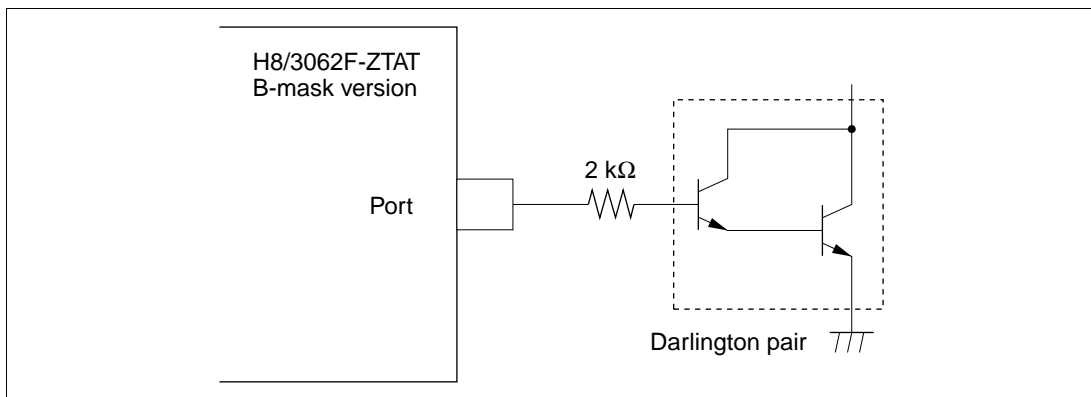 H8/3062F-ZTAT
B-mask version
Port
2 kΩ
Darlington pair